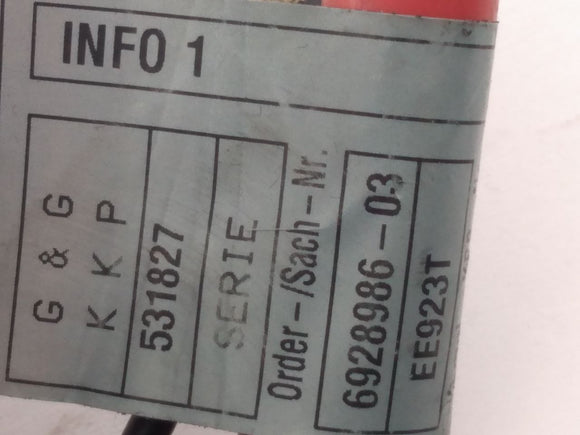 INFO 1
G & G
K K P
531827
SERIE
Order-/Sach-Nr.
6928986-03
EE923T